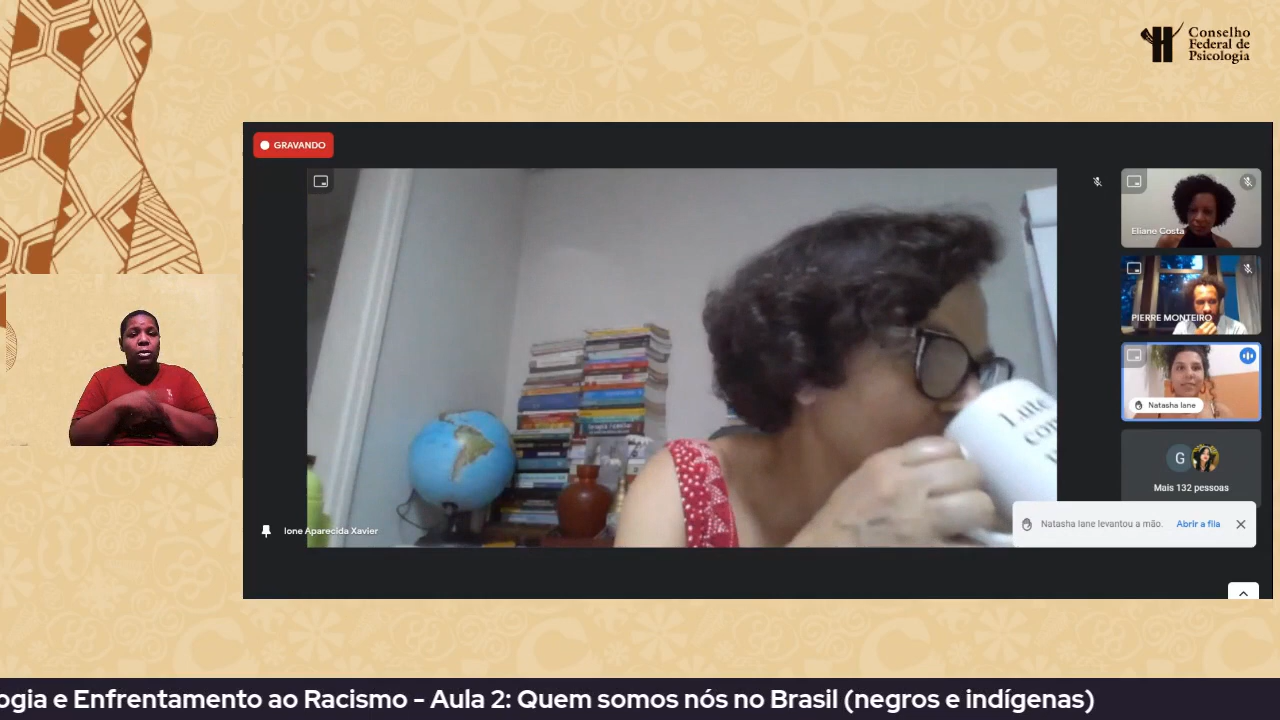 Conselho
Federal de
Psicologia
GRAVANDO
Eliane Costa
PIERRE MONTEIRO
Natasha Iane
G
Mais 132 pessoas
Natasha Iane levantou a mão.
Abrir a fila
Ione Aparecida Xavier
ogia e Enfrentamento ao Racismo - Aula 2: Quem somos nós no Brasil (negros e indígenas)